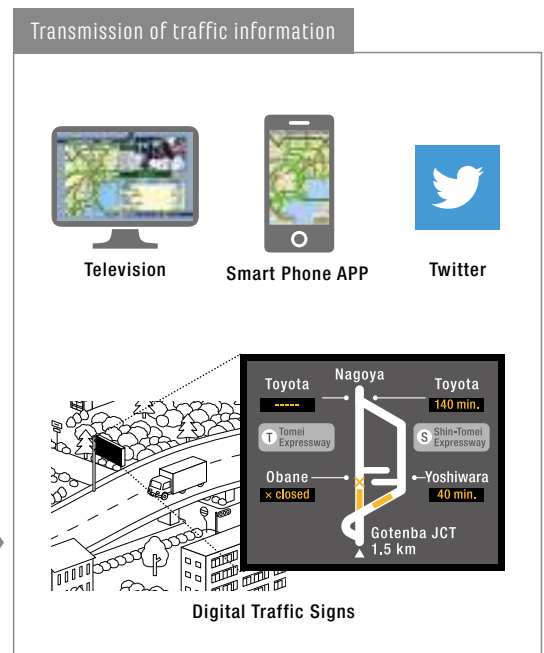 Transmission of traffic information
Television
Smart Phone APP
Twitter
Nagoya
Toyota
-----
Toyota
140 min.
T Tomei
Expressway
S Shin-Tomei
Expressway
Obane
× closed
Yoshiwara
40 min.
Gotenba JCT
1.5 km
Digital Traffic Signs